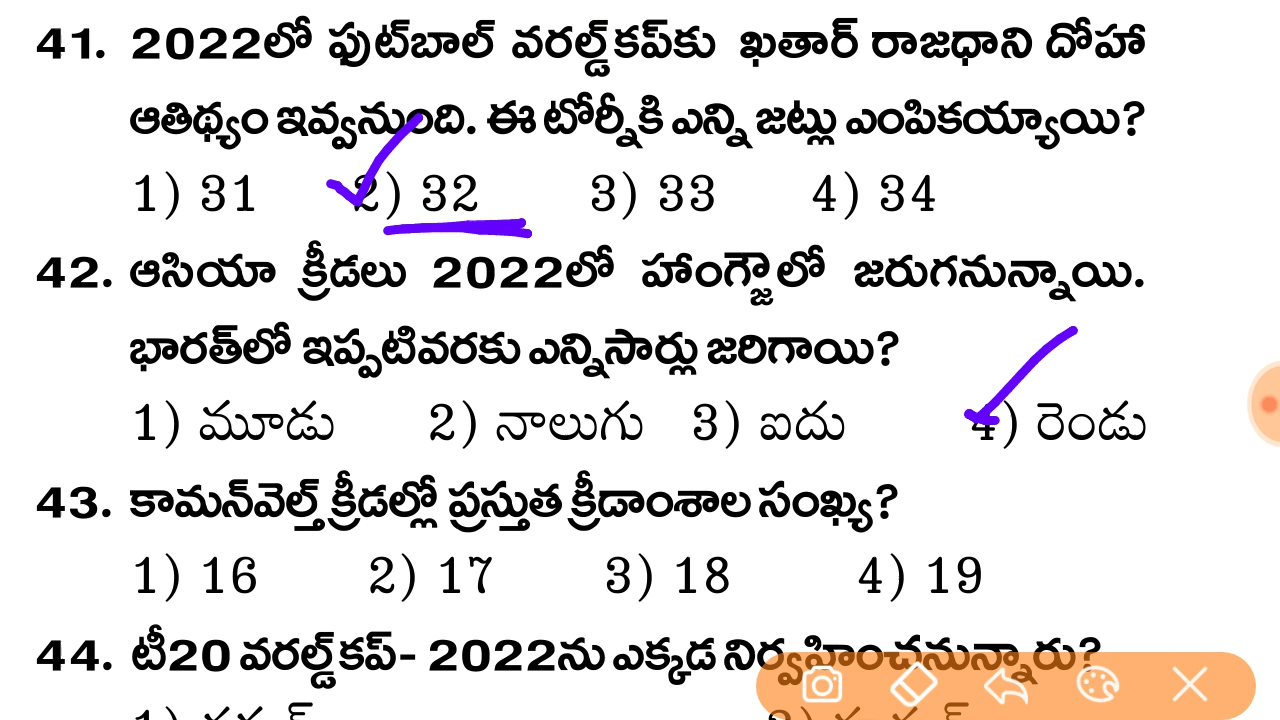 41. 2022లో ఫుట్‌బాల్ వరల్డ్‌కప్‌కు ఖతార్ రాజధాని దోహా
ఆతిథ్యం ఇవ్వనుంది. ఈ టోర్నీకి ఎన్ని జట్లు ఎంపికయ్యాయి?
1) 31 2) 32 3) 33 4) 34
42. ఆసియా క్రీడలు 2022లో హాంగ్జౌలో జరుగనున్నాయి.
భారత్‌లో ఇప్పటివరకు ఎన్నిసార్లు జరిగాయి?
1) మూడు 2) నాలుగు 3) ఐదు 4) రెండు
43. కామన్‌వెల్త్ క్రీడల్లో ప్రస్తుత క్రీడాంశాల సంఖ్య?
1) 16 2) 17 3) 18 4) 19
44. టీ20 వరల్డ్‌కప్- 2022ను ఎక్కడ నిర్వహించనున్నారు?